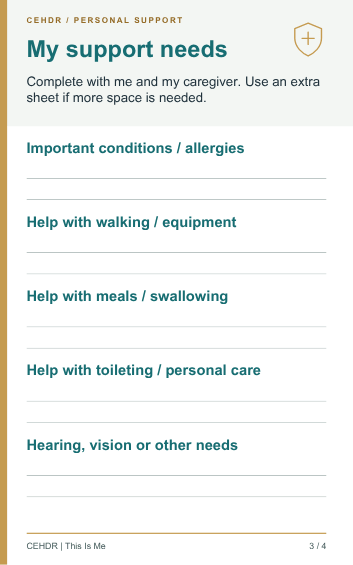 CEHDR / PERSONAL SUPPORT
My support needs
Complete with me and my caregiver. Use an extra
sheet if more space is needed.
Important conditions / allergies
Help with walking / equipment
Help with meals / swallowing
Help with toileting / personal care
Hearing, vision or other needs
CEHDR | This Is Me
3 / 4